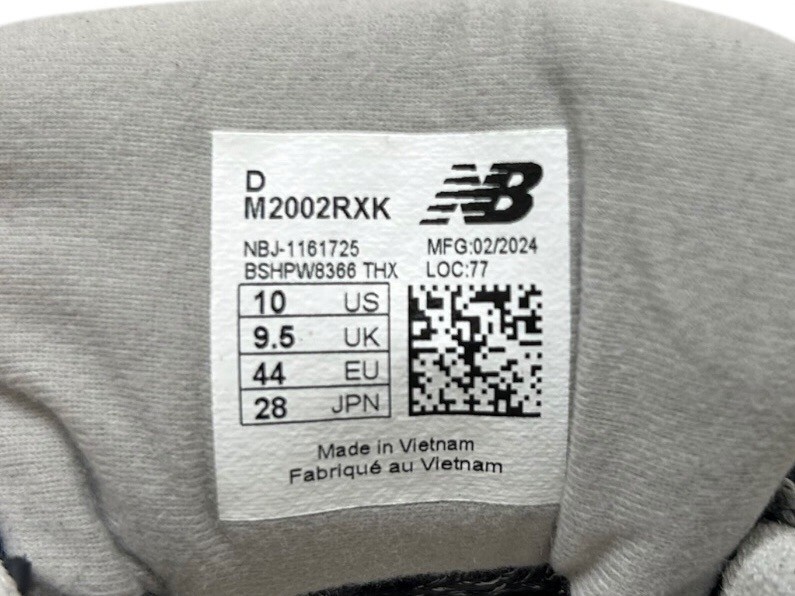 D
M2002RXK
NB
NBJ-1161725
MFG:02/2024
BSHPW8366 THX
LOC:77
10 US
9.5 UK
44 EU
28 JPN
Made in Vietnam
Fabriqué au Vietnam